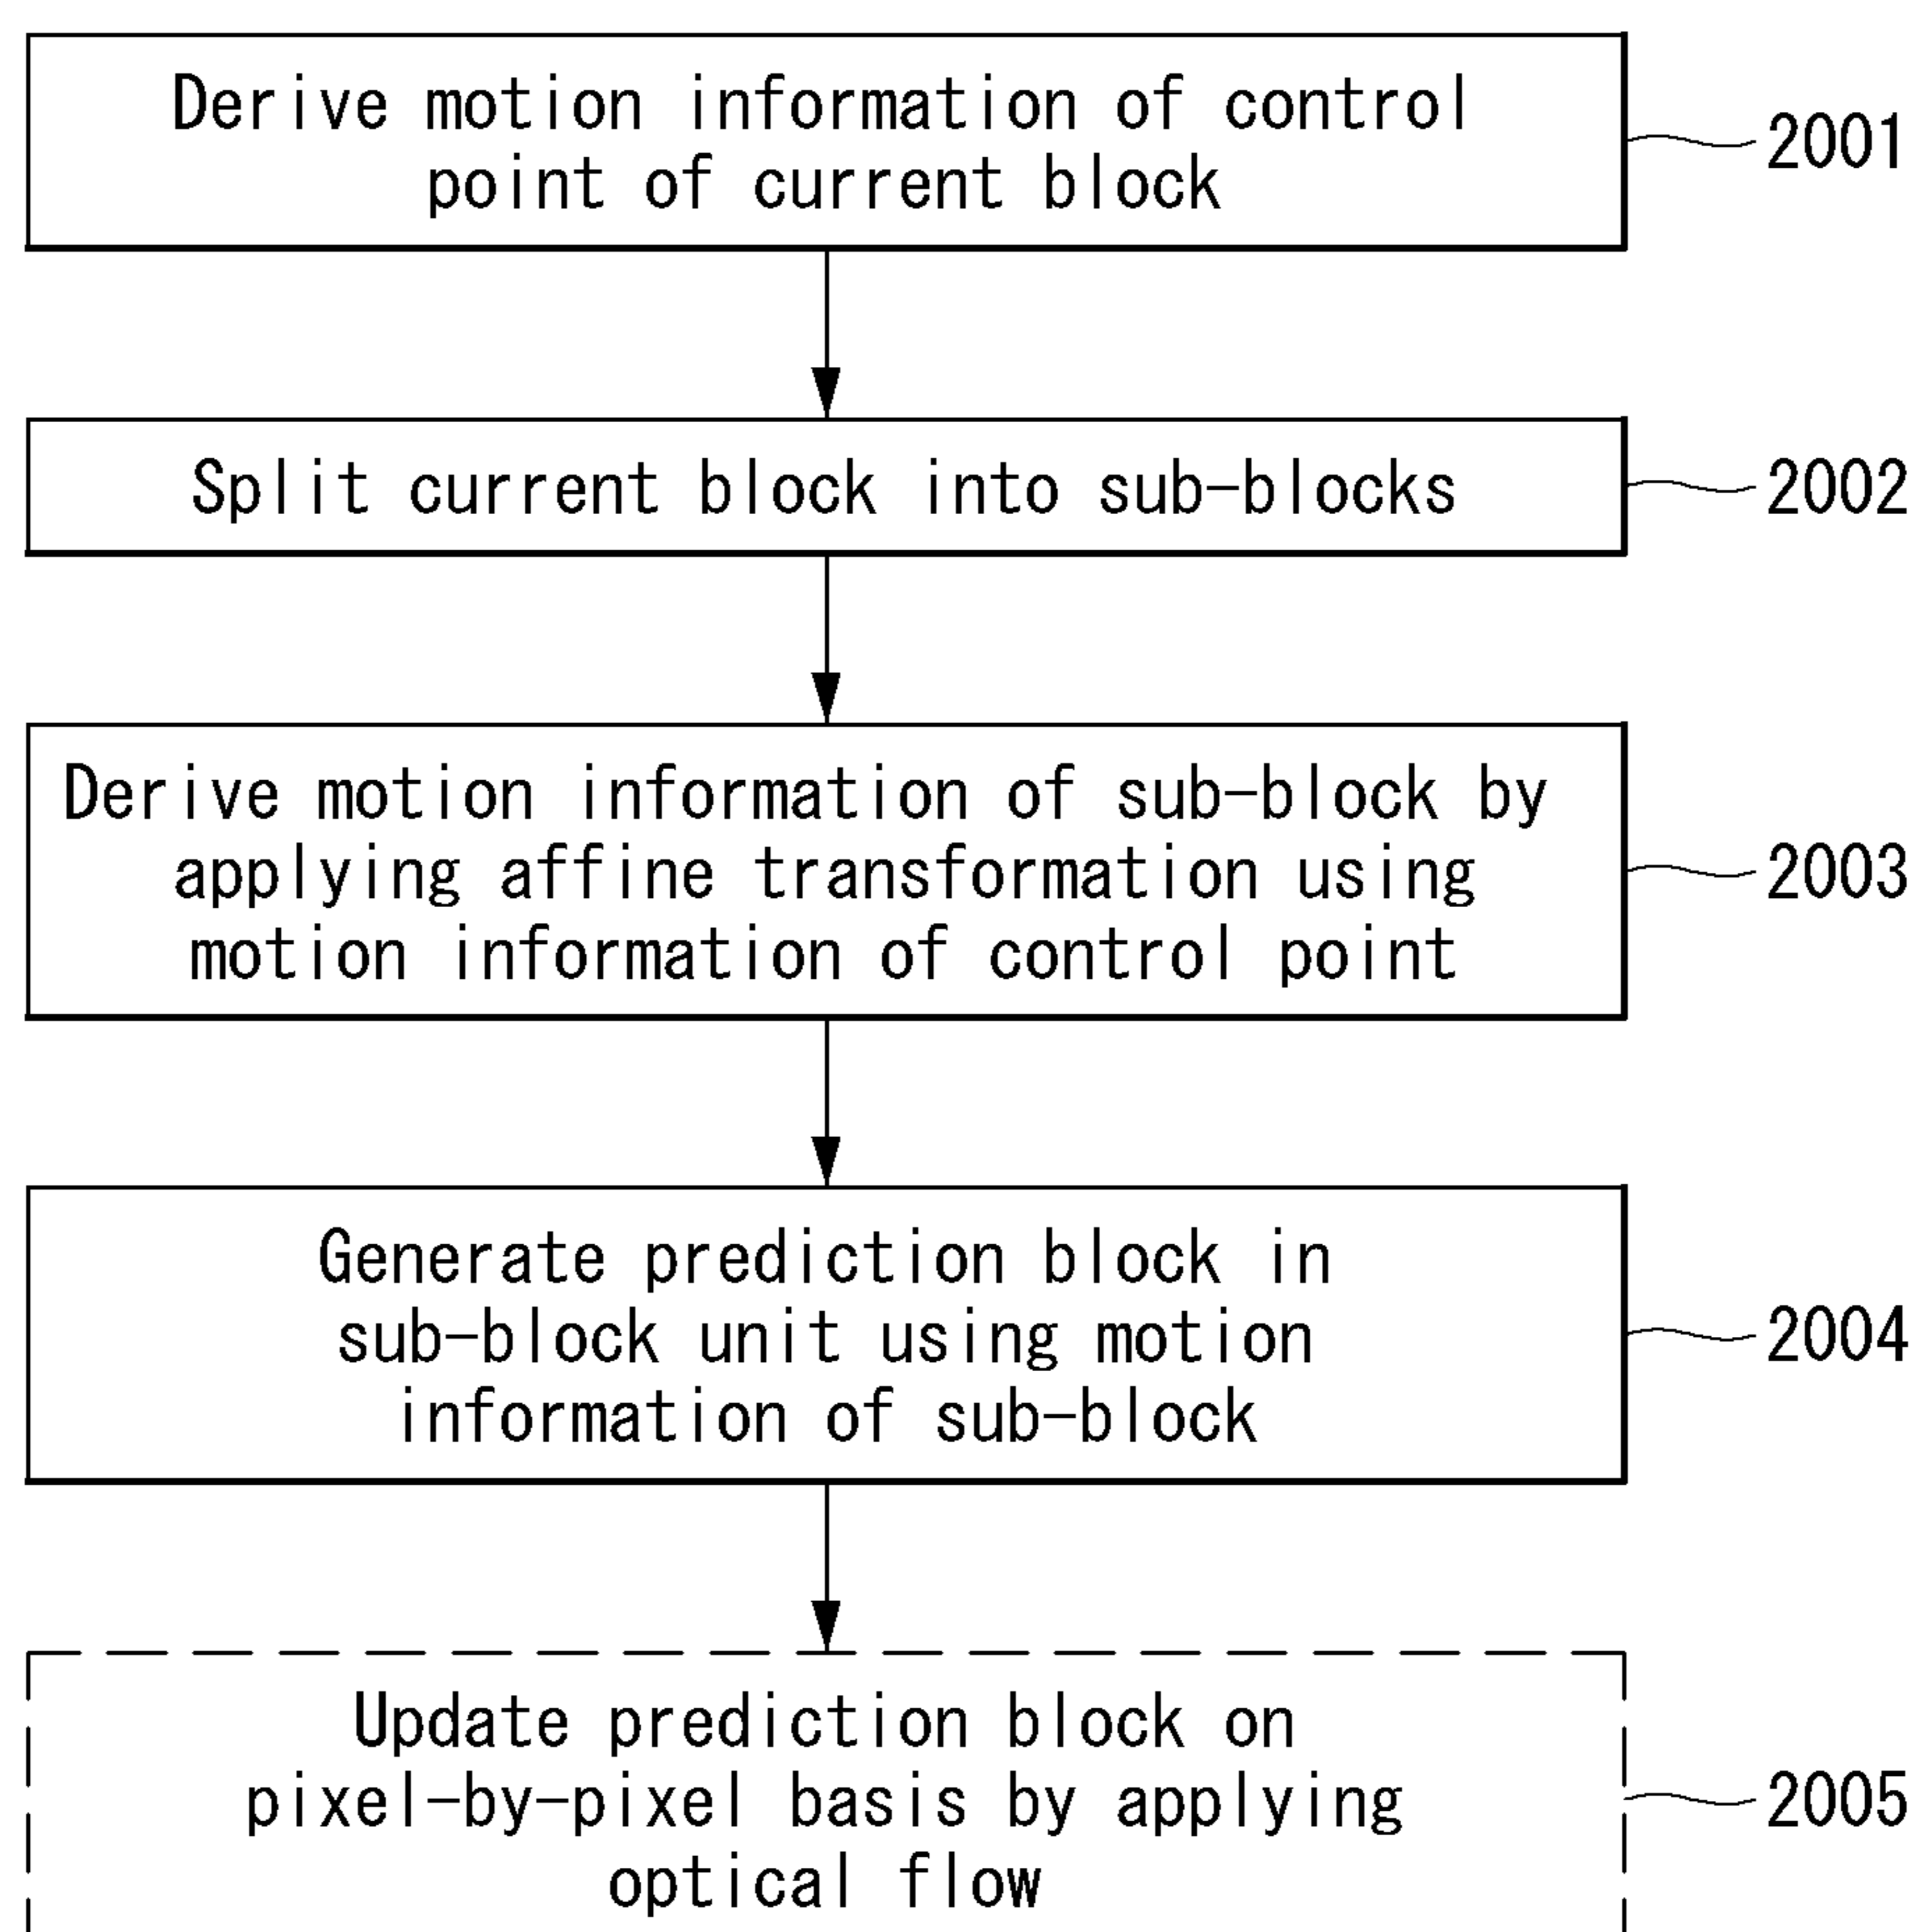 Derive motion information of control
point of current block
2001
Split current block into sub-blocks
2002
Derive motion information of sub-block by
applying affine transformation using
motion information of control point
2003
Generate prediction block in
sub-block unit using motion
information of sub-block
2004
Update prediction block on
pixel-by-pixel basis by applying
optical flow
2005